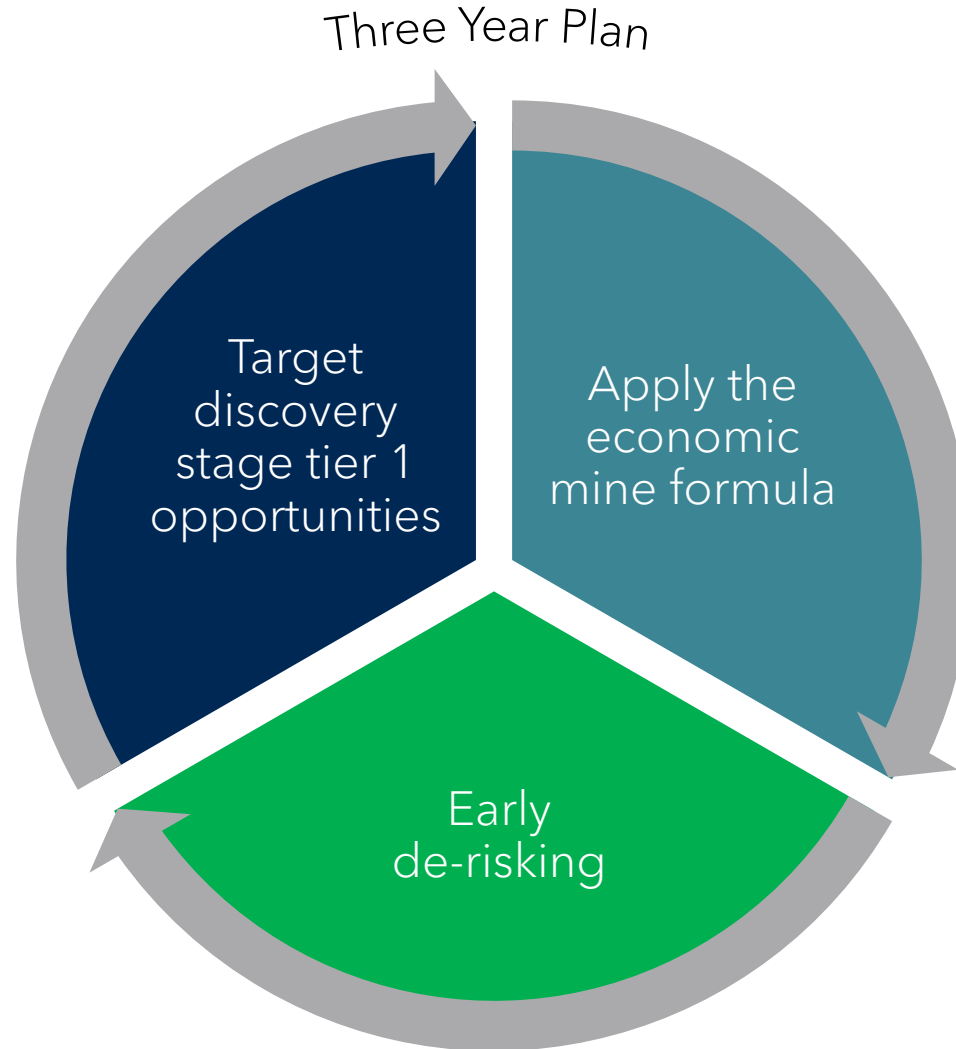 Three Year Plan
Target
discovery
stage tier 1
opportunities
Apply the
economic
mine formula
Early
de-risking